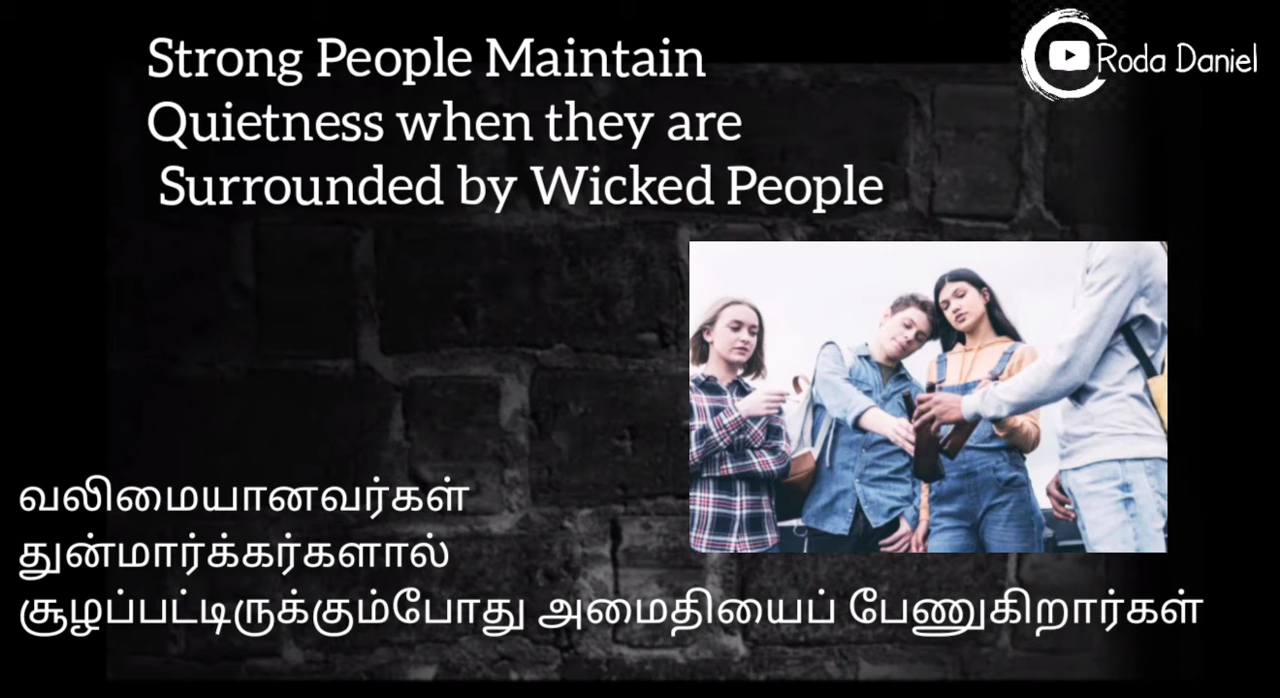 Strong People Maintain
Quietness when they are
Surrounded by Wicked People
Roda Daniel
வலிமையானவர்கள்
துன்மார்க்கர்களால்
சூழப்பட்டிருக்கும்போது அமைதியைப் பேணுகிறார்கள்